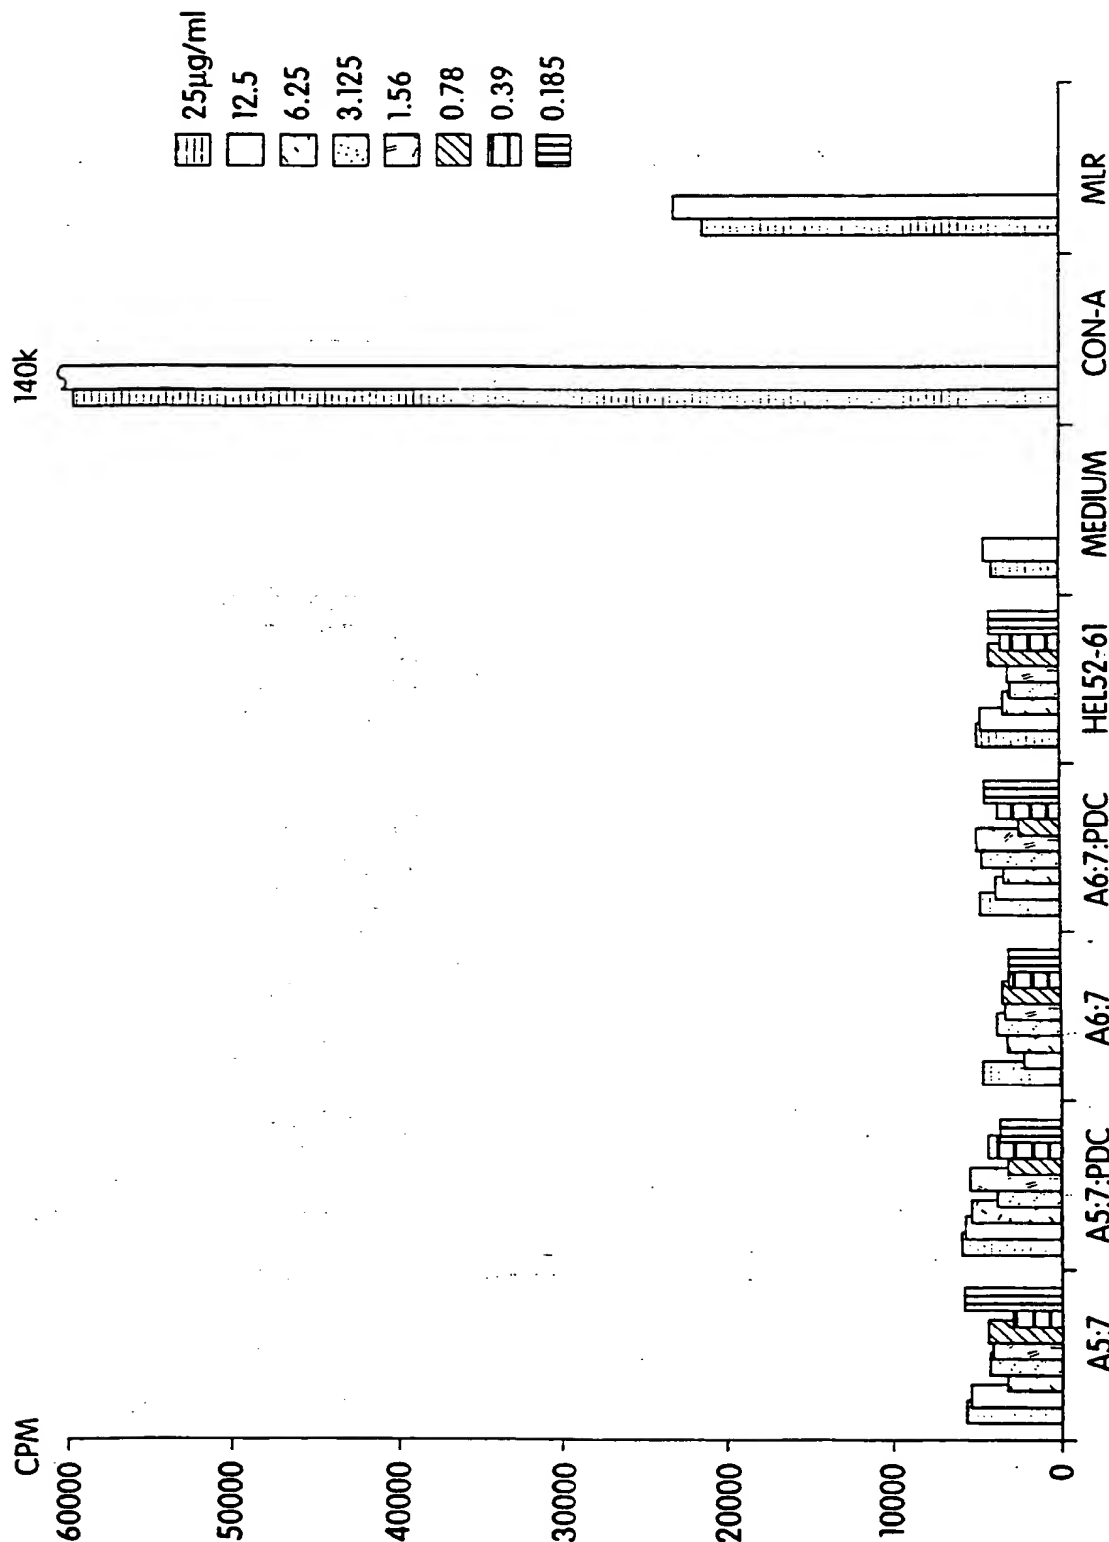 CPM
60000
50000
40000
30000
20000
10000
0
140k
25µg/ml
12.5
6.25
3.125
1.56
0.78
0.39
0.185
A5:7
A5:7:PDC
A6:7
A6:7:PDC
HEL52-61
MEDIUM
CON-A
MLR